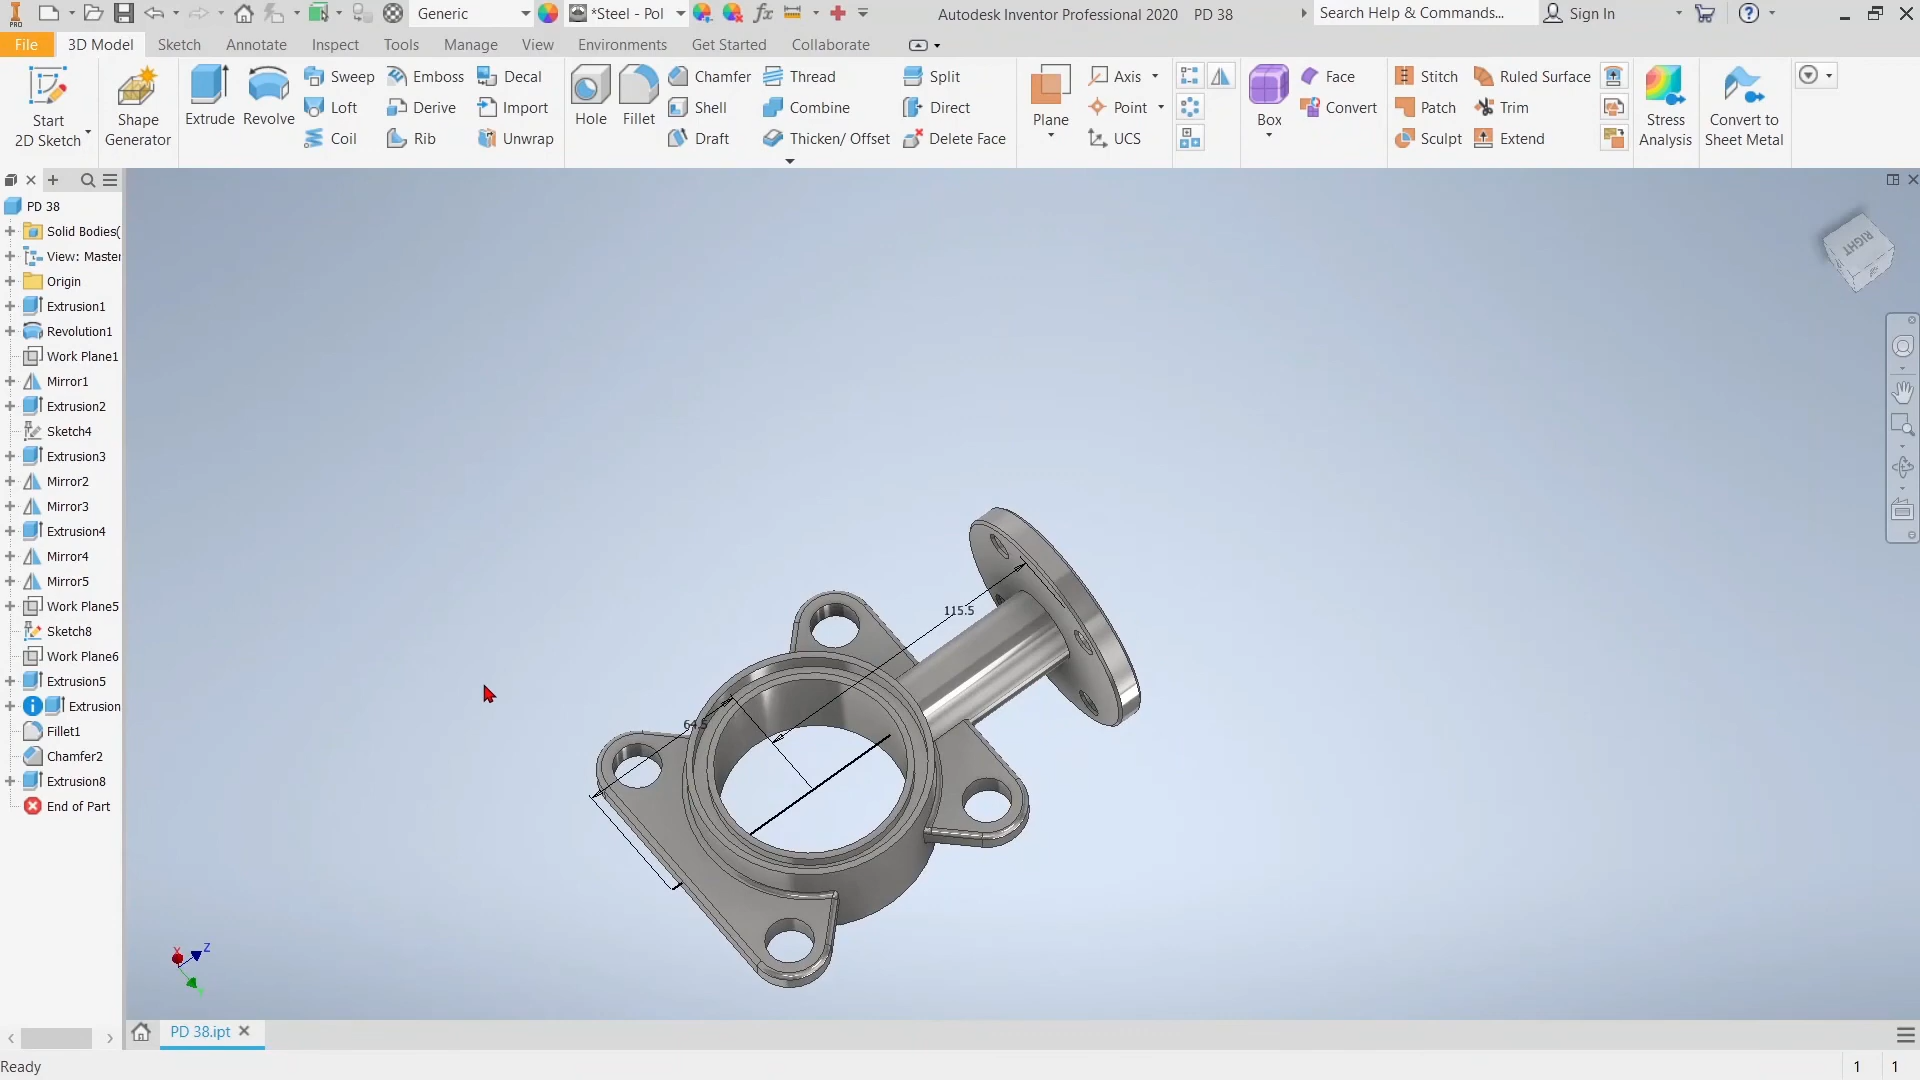 PRO
Generic
*Steel - Pol
fx
Autodesk Inventor Professional 2020 PD 38
Search Help & Commands...
Sign In
File
3D Model
Sketch
Annotate
Inspect
Tools
Manage
View
Environments
Get Started
Collaborate
Start
2D Sketch
Shape
Generator
Extrude
Revolve
Sweep
Loft
Coil
Emboss
Derive
Rib
Decal
Import
Unwrap
Hole
Fillet
Chamfer
Shell
Draft
Thread
Combine
Thicken/ Offset
Split
Direct
Delete Face
Plane
Axis
Point
UCS
Box
Face
Convert
Stitch
Patch
Sculpt
Ruled Surface
Trim
Extend
Stress
Analysis
Convert to
Sheet Metal
PD 38
Solid Bodies(
View: Master
Origin
Extrusion1
Revolution1
Work Plane1
Mirror1
Extrusion2
Sketch4
Extrusion3
Mirror2
Mirror3
Extrusion4
Mirror4
Mirror5
Work Plane5
Sketch8
Work Plane6
Extrusion5
Extrusion
Fillet1
Chamfer2
Extrusion8
End of Part
RIGHT
115.5
64.5
X
Z
Y
PD 38.ipt
Ready
1
1